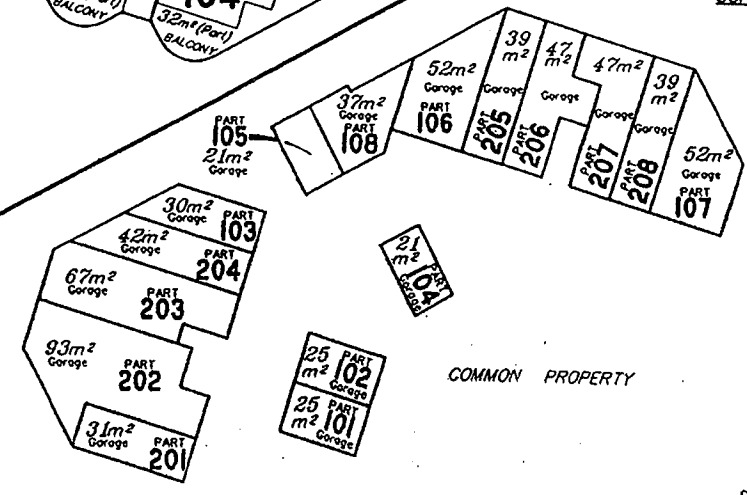 BALCONY
104
32m² (Part)
BALCONY
39
m²
Garage
PART
205
47
m²
Garage
PART
206
47m²
Garage
PART
207
39
m²
Garage
PART
208
52m²
Garage
PART
107
52m²
Garage
PART
106
37m²
Garage
PART
108
PART
105
21m²
Garage
30m²
Garage
PART
103
42m²
Garage
PART
204
67m²
Garage
PART
203
93m²
Garage
PART
202
31m²
Garage
PART
201
21
m²
Garage
PART
104
25
m²
PART
102
Garage
25
m²
PART
101
Garage
COMMON PROPERTY